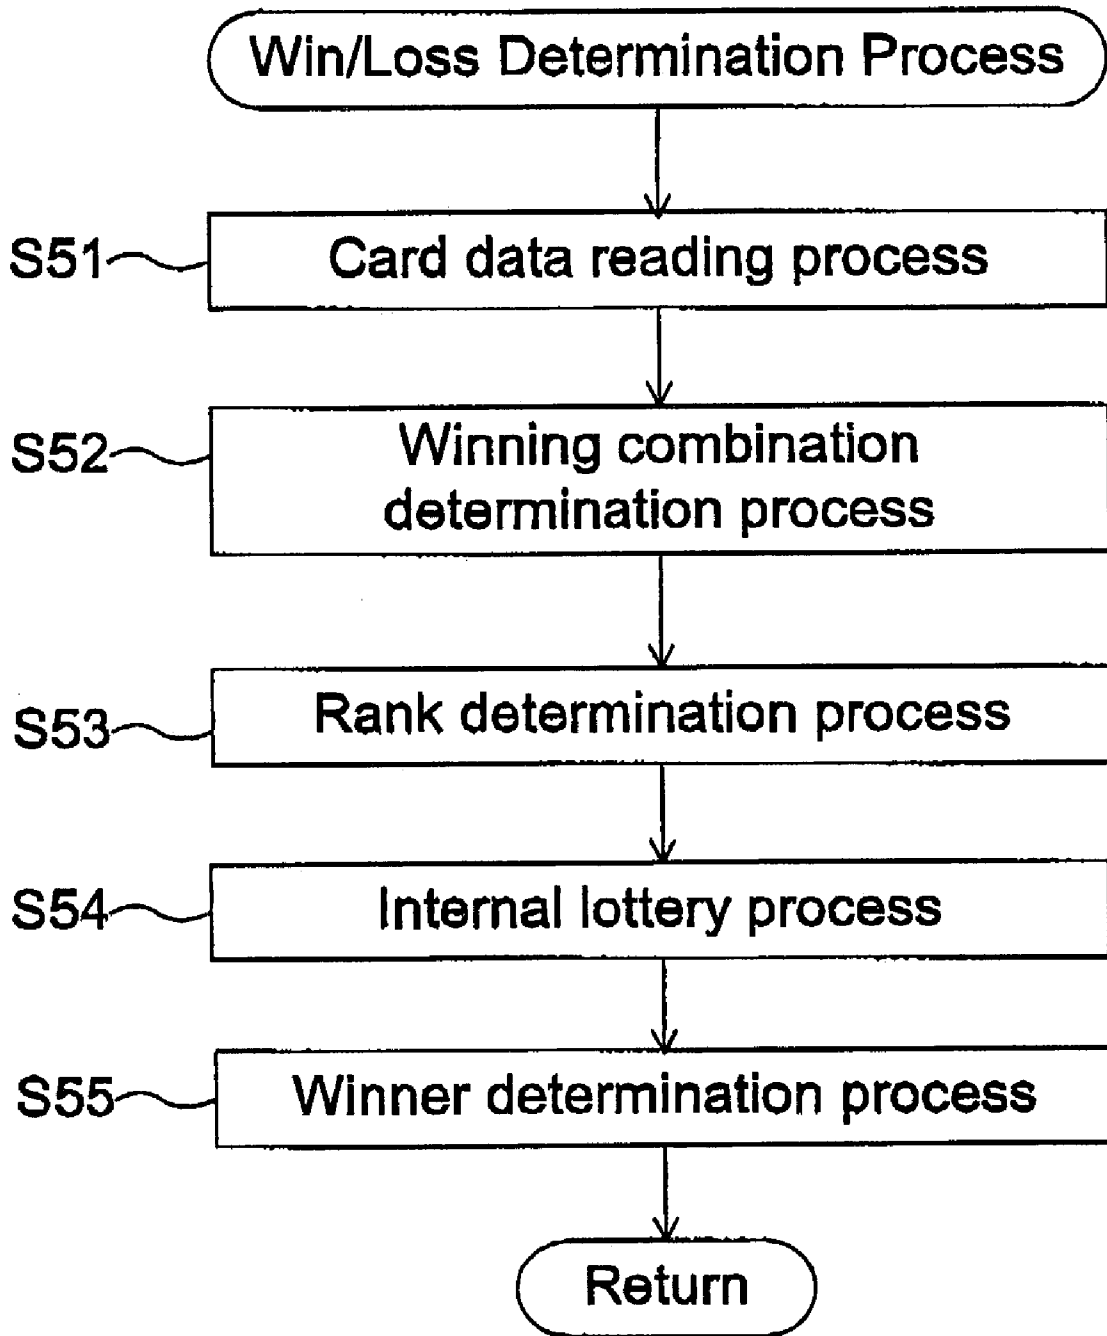 Win/Loss Determination Process
S51
Card data reading process
S52
Winning combination
determination process
S53
Rank determination process
S54
Internal lottery process
S55
Winner determination process
Return